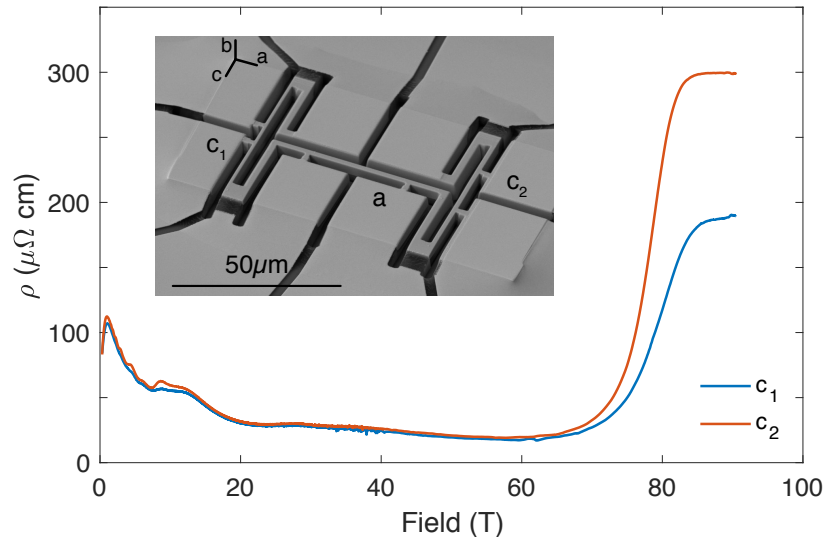 ρ (μΩ cm)
300
200
100
0
0
20
40
60
80
100
Field (T)
b
a
c
c₁
a
c₂
50μm
c₁
c₂